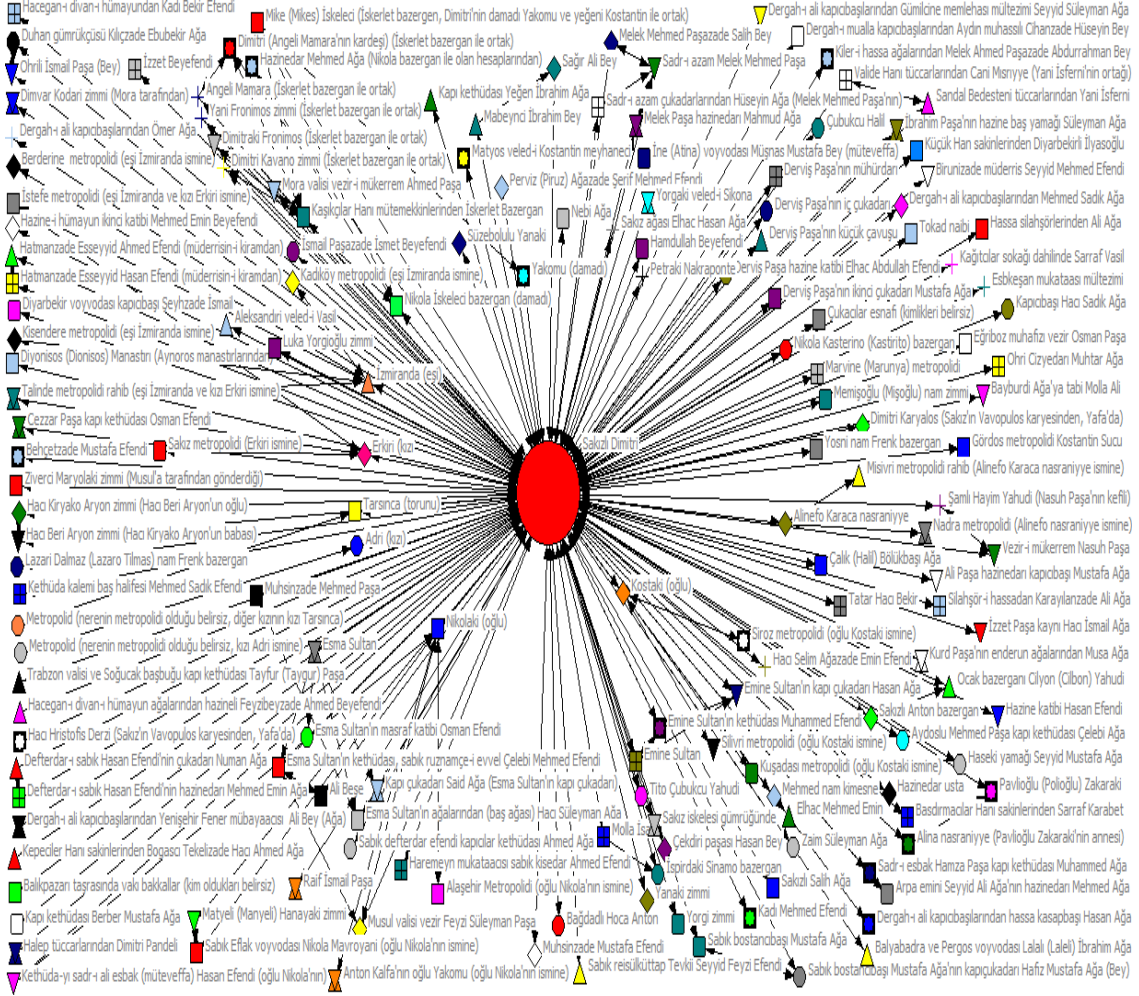 Hacegan-ı divan-ı hümayundan Kadı Bekir Efendi
Duhan gümrükçüsü Kılıçzade Ebubekir Ağa
Ohrili İsmail Paşa (Bey)
İzzet Beyefendi
Dimvar Kodari zimmi (Mora tarafından)
Dergah-ı ali kapıcıbaşılarından Ömer Ağa
Berderine metropolidi (eşi İzmiranda ismine)
İstefe metropolidi (eşi İzmiranda ve kızı Erkiri ismine)
Hazine-i hümayun ikinci katibi Mehmed Emin Beyefendi
Hatmanzade Esseyyid Ahmed Efendi (müderrisin-i kiramdan)
Hatmanzade Esseyyid Hasan Efendi (müderrisin-i kiramdan)
Diyarbekir voyvodası kapıcıbaşı Şeyhzade İsmail
Kisendere metropolidi (eşi İzmiranda ismine)
Diyonisos (Dionisos) Manastırı (Aynoros manastırlarından)
Talinde metropolidi rahib (eşi İzmiranda ve kızı Erkiri ismine)
Cezzar Paşa kapı kethüdası Osman Efendi
Behçetzade Mustafa Efendi
Sakız metropolidi (Erkiri ismine)
Ziverci Maryolaki zimmi (Musul'a tarafından gönderdiği)
Hacı Kiryako Aryon zimmi (Hacı Beri Aryon'un oğlu)
Hacı Beri Aryon zimmi (Hacı Kiryako Aryon'un babası)
Lazari Dalmaz (Lazaro Tilmas) nam Frenk bazergan
Kethüda kalemi baş halifesi Mehmed Sadık Efendi
Metropolid (nerenin metropolidi olduğu belirsiz, diğer kızının kızı Tarsınca)
Metropolid (nerenin metropolidi olduğu belirsiz, kızı Adri ismine)
Trabzon valisi ve Soğucak başbuğu kapı kethüdası Tayfur (Taygur) Paşa
Hacegan-ı divan-ı hümayun ağalarından hazineli Feyzibeyzade Ahmed Beyefendi
Hacı Hristofis Derzi (Sakız'ın Vavopulos karyesinden, Yafa'da)
Defterdar-ı sabık Hasan Efendi'nin çukadarı Numan Ağa
Defterdar-ı sabık Hasan Efendi'nin hazinedarı Mehmed Emin Ağa
Dergah-ı ali kapıcıbaşılarından Yenişehir Fener mübayaacısı Ali Bey (Ağa)
Kepeciler Hanı sakinlerinden Bogascı Tekelizade Hacı Ahmed Ağa
Balıkpazarı taşrasında vaki bakkallar (kim oldukları belirsiz)
Kapı kethüdası Berber Mustafa Ağa
Halep tüccarlarından Dimitri Pandeli
Kethüda-yı sadr-ı ali esbak (müteveffa) Hasan Efendi (oğlu Nikola'nın)
Mike (Mikes) İskeleci (İskerlet bazergen, Dimitri'nin damadı Yakomu ve yeğeni Kostantin ile ortak)
Dimitri (Angeli Mamara'nın kardeşi) (İskerlet bazergan ile ortak)
Hazinedar Mehmed Ağa (Nikola bazergan ile olan hesaplarından)
Angeli Mamara (İskerlet bazergan ile ortak)
Yani Fronimos zimmi (İskerlet bazergan ile ortak)
Dimitraki Fronimos (İskerlet bazergan ile ortak)
Dimitri Kavano zimmi (İskerlet bazergan ile ortak)
Mora valisi vezir-i mükerrem Ahmed Paşa
Kaşıkçılar Hanı mütemekkinlerinden İskerlet Bazergan
İsmail Paşazade İsmet Beyefendi
Kadıköy metropolidi (eşi İzmiranda ismine)
Nikola İskeleci bazergan (damadı)
Aleksandri veled-i Vasil
Luka Yorgioğlu zimmi
İzmiranda (eşi)
Erkiri (kızı
Tarsınca (torunu)
Adri (kızı)
Muhsinzade Mehmed Paşa
Nikolaki (oğlu)
Esma Sultan
Esma Sultan'ın masraf katibi Osman Efendi
Esma Sultan'ın kethüdası, sabık ruznamçe-i evvel Çelebi Mehmed Efendi
Ali Beşe
Kapı çukadarı Said Ağa (Esma Sultan'ın kapı çukadarı)
Esma Sultan'ın ağalarından (baş ağası) Hacı Süleyman Ağa
Sabık defterdar efendi kapıcılar kethüdası Ahmed Ağa
Molla İsa
Haremeyn mukataacısı sabık kisedar Ahmed Efendi
Raif İsmail Paşa
Alaşehir Metropolidi (oğlu Nikola'nın ismine)
Matyeli (Manyeli) Hanayaki zimmi
Musul valisi vezir Feyzi Süleyman Paşa
Bağdadlı Hoca Anton
Sabık Eflak voyvodası Nikola Mavroyani (oğlu Nikola'nın ismine)
Muhsinzade Mustafa Efendi
Anton Kalfa'nın oğlu Yakomu (oğlu Nikola'nın ismine)
Sabık reisülküttap Tevki Seyyid Feyzi Efendi
Melek Mehmed Paşazade Salih Bey
Sağır Ali Bey
Sadr-ı azam Melek Mehmed Paşa
Kapı kethüdası Yeğen İbrahim Ağa
Sadr-ı azam çukadarlarından Hüseyin Ağa (Melek Mehmed Paşa'nın)
Mabeynci İbrahim Bey
Melek Paşa hazinedarı Mahmud Ağa
Matyos veled-i Kostantin meyhaneci
İne (Atina) voyvodası Müsnas Mustafa Bey (müteveffa)
Perviz (Piruz) Ağazade Şerif Mehmed Efendi
Yorgaki veled-i Sikona
Nebi Ağa
Sakız ağası Elhac Hasan Ağa
Süzebolulu Yanaki
Hamdullah Beyefendi
Yakomu (damadı)
Petraki Nakraponte
Derviş Paşa hazine katibi Elhac Abdullah Efendi
Sakızlı Dimitri
Dergah-ı ali kapıcıbaşılarından Gümilcine memlehası mültezimi Seyyid Süleyman Ağa
Dergah-ı mualla kapıcıbaşılarından Aydın muhassılı Cihanzade Hüseyin Bey
Kiler-i hassa ağalarından Melek Ahmed Paşazade Abdurrahman Bey
Valide Hanı tüccarlarından Cani Mısrıyye (Yani İsferni'nin ortağı)
Sandal Bedesteni tüccarlarından Yani İsferni
Çubukcu Halil
İbrahim Paşa'nın hazine baş yamağı Süleyman Ağa
Küçük Han sakinlerinden Diyarbekirli İlyasoğlu
Derviş Paşa'nın mühürdarı
Birunizade müderris Seyyid Mehmed Efendi
Derviş Paşa'nın iç çukadarı
Dergah-ı ali kapıcıbaşılarından Mehmed Sadık Ağa
Derviş Paşa'nın küçük çavuşu
Tokad naibi
Hassa silahşörlerinden Ali Ağa
Kağıtcılar sokağı dahilinde Sarraf Vasil
Esbkeşan mukataası mültezimi
Derviş Paşa'nın ikinci çukadarı Mustafa Ağa
Kapıcıbaşı Hacı Sadık Ağa
Çukacılar esnafı (kimlikleri belirsiz)
Nikola Kasterino (Kastrito) bazergan
Eğriboz muhafızı vezir Osman Paşa
Marvine (Marunya) metropolidi
Ohri Cizyedarı Muhtar Ağa
Memişoğlu (Mişoğlu) nam zimmi
Bayburdi Ağa'ya tabi Molla Ali
Dimitri Karyalos (Sakız'ın Vavopulos karyesinden, Yafa'da)
Yosni nam Frenk bazergan
Gördos metropolidi Kostantin Sucu
Misivri metropolidi rahib (Alinefo Karaca nasraniyye ismine)
Şamlı Hayim Yahudi (Nasuh Paşa'nın kefili)
Alinefo Karaca nasraniyye
Nadra metropolidi (Alinefo nasraniyye ismine)
Vezir-i mükerrem Nasuh Paşa
Çalık (Halil) Bölükbaşı Ağa
Ali Paşa hazinedarı kapıcıbaşı Mustafa Ağa
Kostaki (oğlu)
Tatar Hacı Bekir
Silahşör-i hassadan Karayılanzade Ali Ağa
Siroz metropolidi (oğlu Kostaki ismine)
İzzet Paşa kaynı Hacı İsmail Ağa
Hacı Selim Ağazade Emin Efendi
Kurd Paşa'nın enderun ağalarından Musa Ağa
Ocak bazerganı Cilyon (Cilbon) Yahudi
Emine Sultan'ın kapı çukadarı Hasan Ağa
Emine Sultan'ın kethüdası Muhammed Efendi
Sakızlı Anton bazergan
Hazine katibi Hasan Efendi
Silivri metropolidi (oğlu Kostaki ismine)
Aydoslu Mehmed Paşa kapı kethüdası Çelebi Ağa
Emine Sultan
Haseki yamağı Seyyid Mustafa Ağa
Kuşadası metropolidi (oğlu Kostaki ismine)
Tito Çubukcu Yahudi
Mehmed nam kimesne
Hazinedar usta
Pavlioğlu (Polioğlu) Zakaraki
Sakız iskelesi gümrüğünde
Elhac Mehmed Emin
Basdırmacılar Hanı sakinlerinden Sarraf Karabet
Çekdiri paşası Hasan Bey
Zaim Süleyman Ağa
Alina nasraniyye (Pavlioğlu Zakaraki'nin annesi)
İspirdaki Sinamo bazergan
Sadr-ı esbak Hamza Paşa kapı kethüdası Muhammed Ağa
Sakızlı Salih Ağa
Arpa emini Seyyid Ali Ağa'nın hazinedarı Mehmed Ağa
Yanaki zimmi
Yorgi zimmi
Kadı Mehmed Efendi
Dergah-ı ali kapıcıbaşılarından hassa kasapbaşı Hasan Ağa
Sabık bostancıbaşı Mustafa Ağa
Balyabadra ve Pergos voyvodası Lalalı (Laleli) İbrahim Ağa
Sabık bostancıbaşı Mustafa Ağa'nın kapıçukadarı Hafız Mustafa Ağa (Bey)